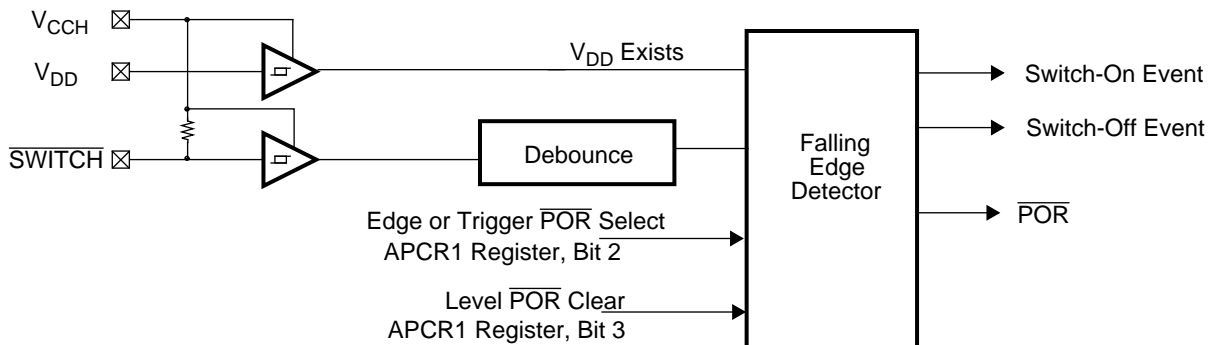 VCCH
VDD
VDD Exists
Switch-On Event
SWITCH
Debounce
Falling
Edge
Detector
Switch-Off Event
POR
Edge or Trigger POR Select
APCR1 Register, Bit 2
Level POR Clear
APCR1 Register, Bit 3